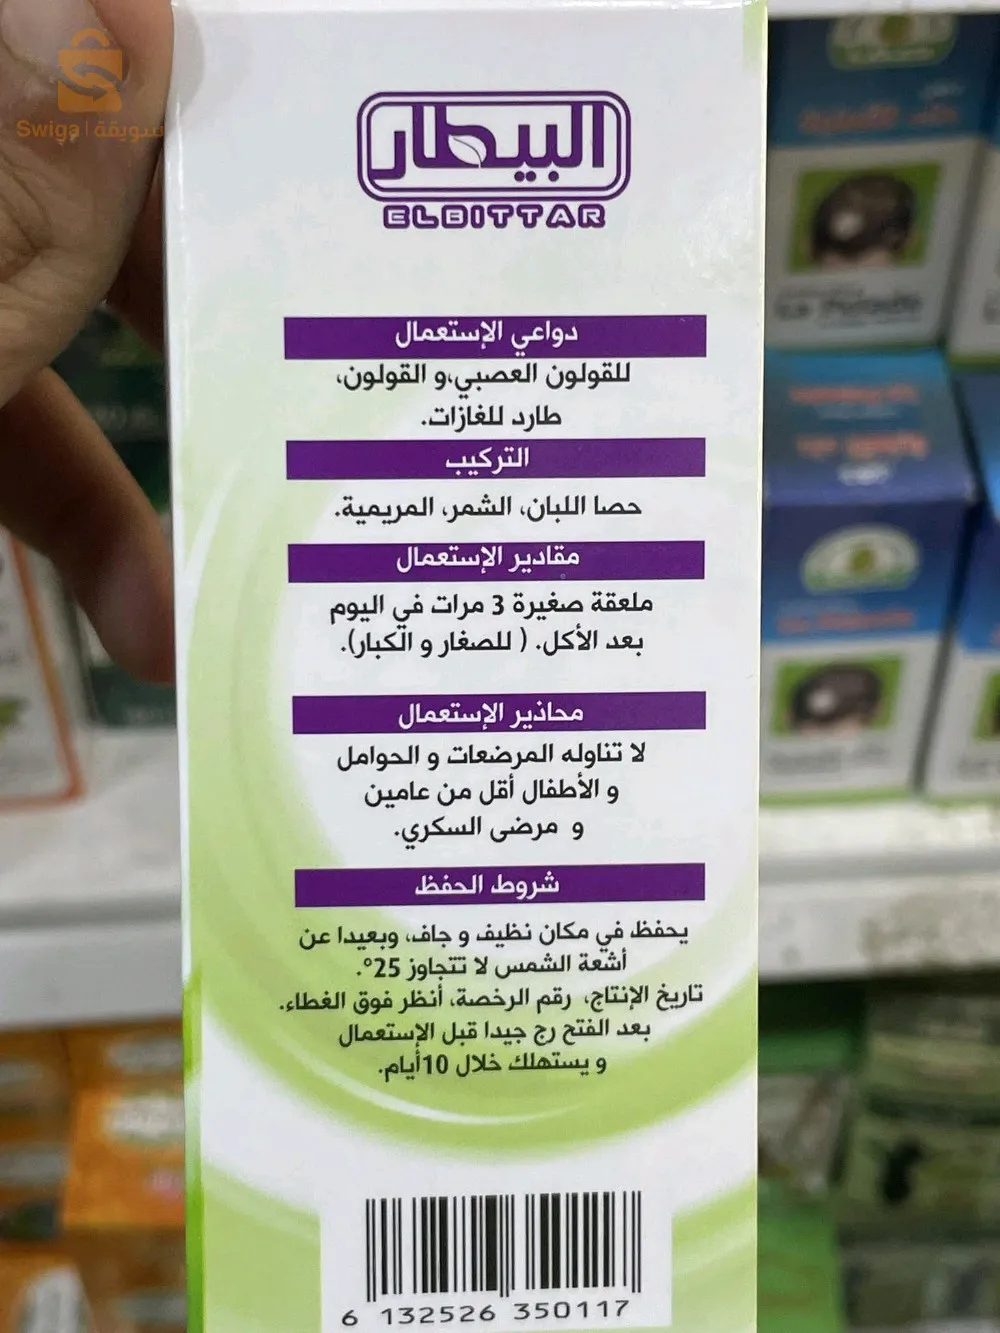 Swiqa | سويقة
البيطار
ELBITTAR
دواعي الإستعمال
للقولون العصبي،و القولون،
طارد للغازات.
التركيب
حصا اللبان، الشمر، المريمية.
مقادير الإستعمال
ملعقة صغيرة 3 مرات في اليوم
بعد الأكل. ( للصغار و الكبار).
محاذير الإستعمال
لا تناوله المرضعات و الحوامل
و الأطفال أقل من عامين
و مرضى السكري.
شروط الحفظ
يحفظ في مكان نظيف و جاف، وبعيدا عن
أشعة الشمس لا تتجاوز 25°.
تاريخ الإنتاج، رقم الرخصة، أنظر فوق الغطاء.
بعد الفتح رج جيدا قبل الإستعمال
و يستهلك خلال 10أيام.
6 132526 350117